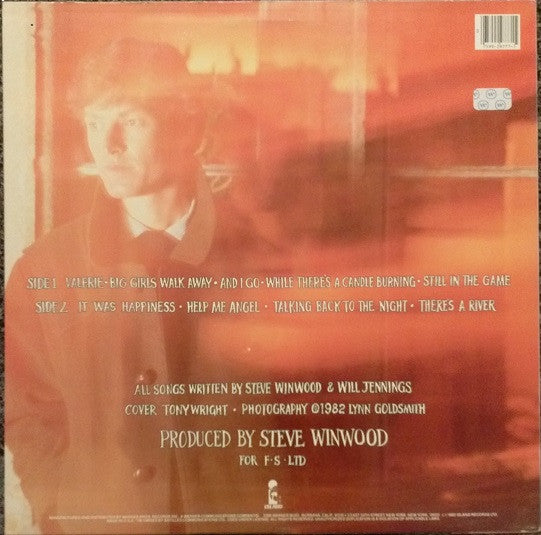 SIDE 1. VALERIE • BIG GIRLS WALK AWAY • AND I GO • WHILE THERE'S A CANDLE BURNING • STILL IN THE GAME
SIDE 2. IT WAS HAPPINESS • HELP ME ANGEL • TALKING BACK TO THE NIGHT • THERES A RIVER
ALL SONGS WRITTEN BY STEVE WINWOOD & WILL JENNINGS
COVER TONY WRIGHT • PHOTOGRAPHY ©1982 LYNN GOLDSMITH
PRODUCED BY STEVE WINWOOD
FOR F•S•LTD
ISLAND